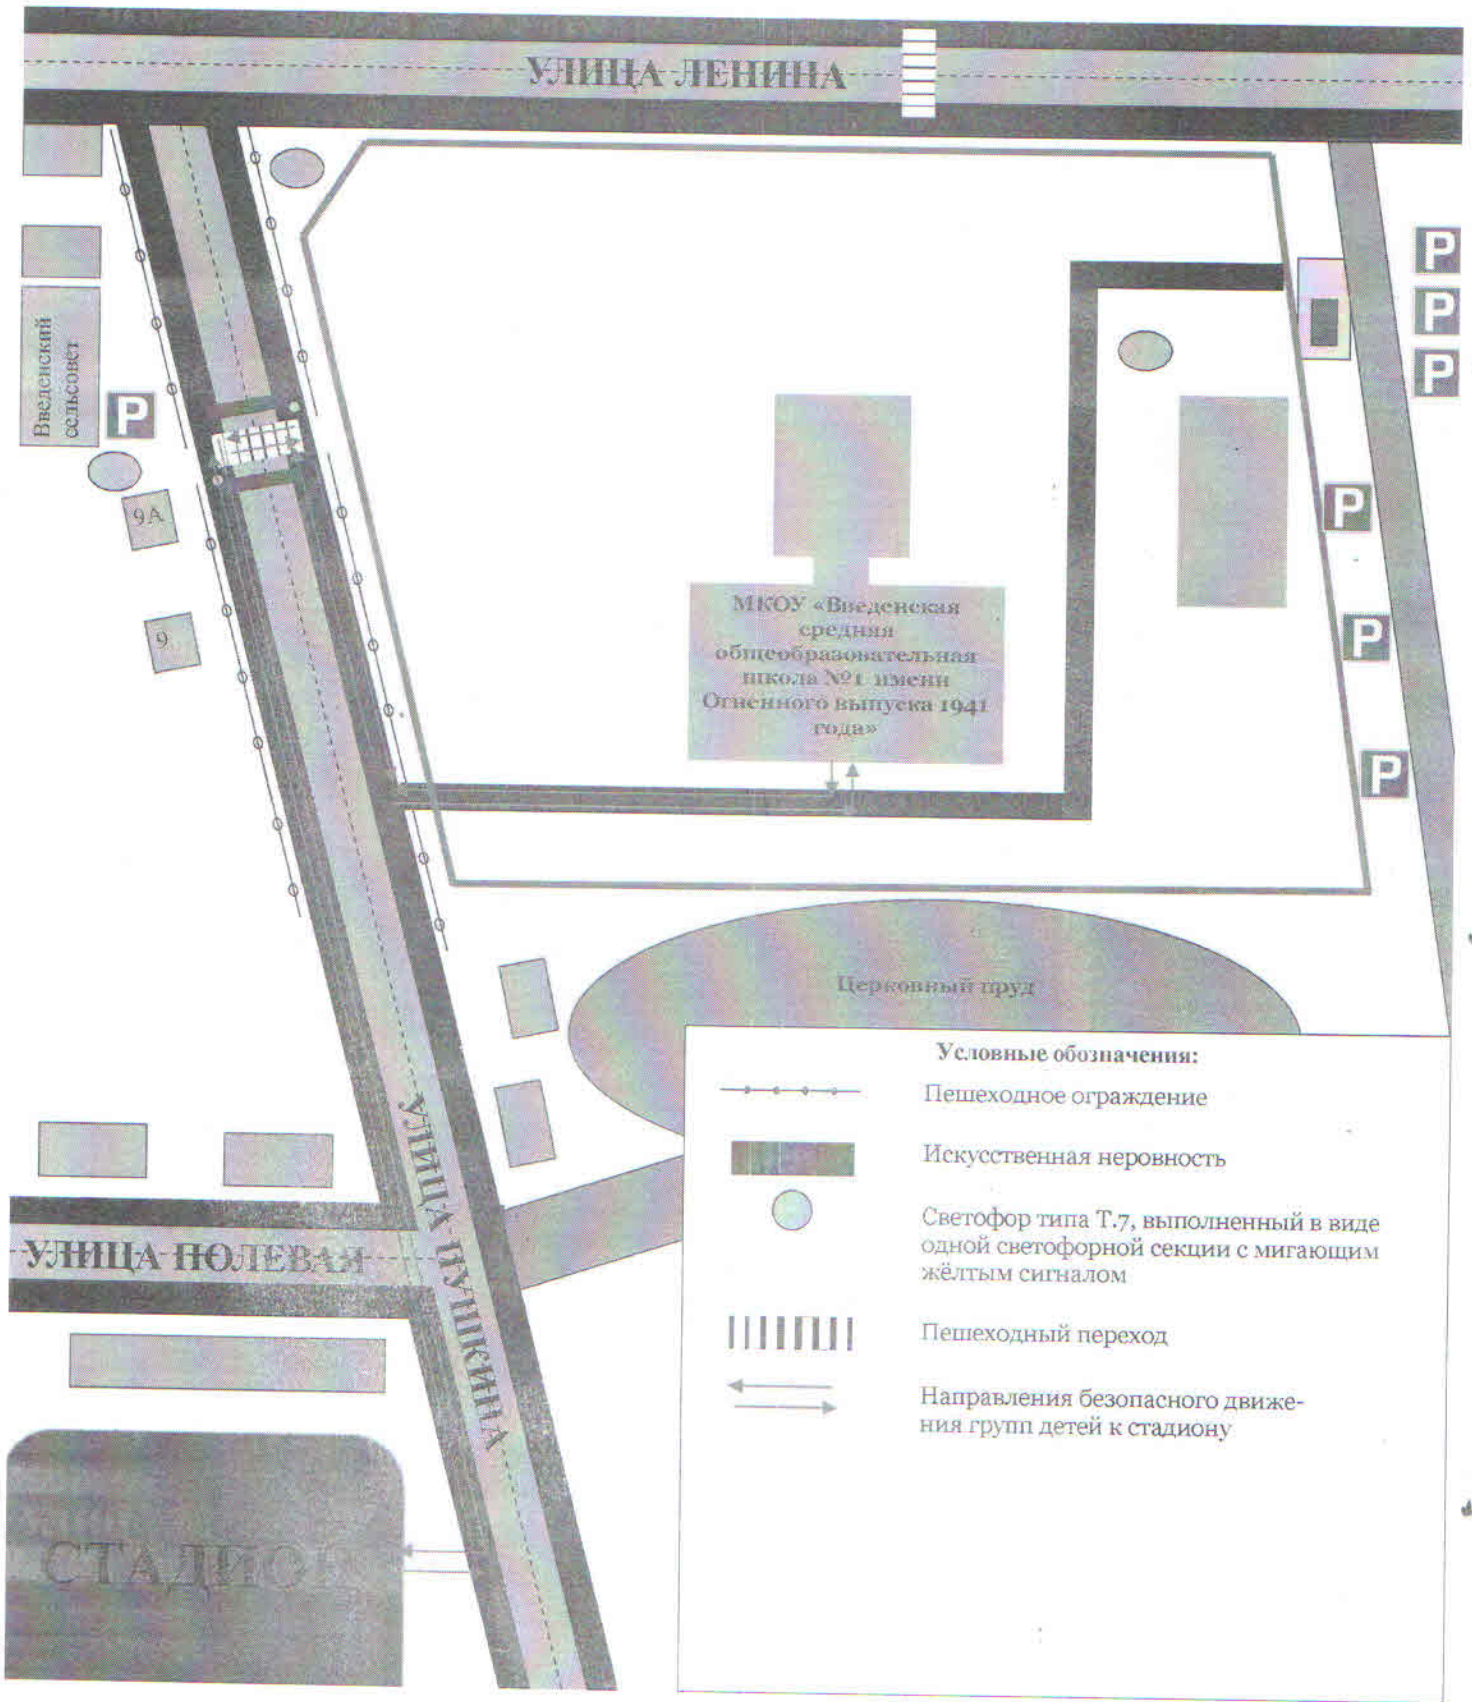 УЛИЦА ЛЕНИНА
P
P
P
Введенский
сельсовет
P
9А
9
P
P
P
МКОУ «Введенская
средняя
общеобразовательная
школа №1 имени
Огненного выпуска 1941
года»
Церковный пруд
Условные обозначения:
Пешеходное ограждение
Искусственная неровность
Светофор типа Т.7, выполненный в виде
одной светофорной секции с мигающим
жёлтым сигналом
Пешеходный переход
Направления безопасного движе-
ния групп детей к стадиону
УЛИЦА ПОЛЕВАЯ
УЛИЦА ПУШКИНА
СТАДИОН